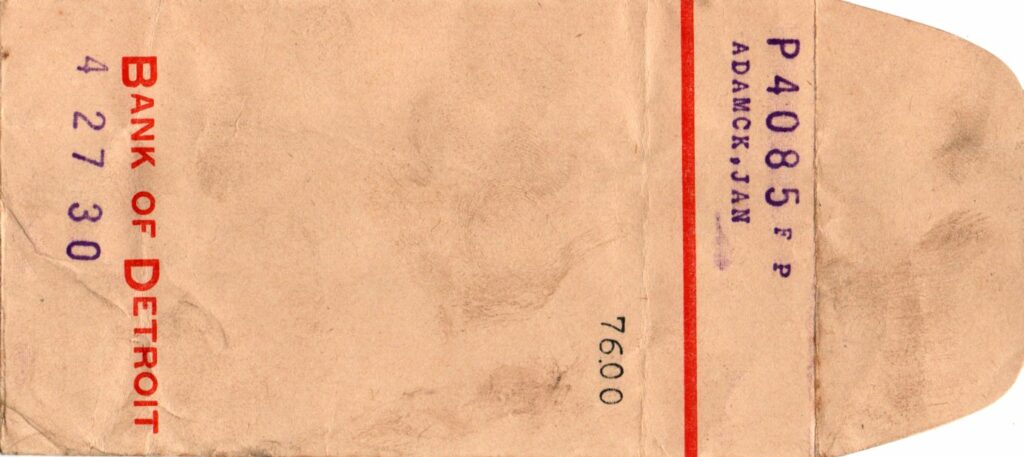 P4085 F P
ADAMCK,JAN
76.00
BANK OF DETROIT
4 27 30